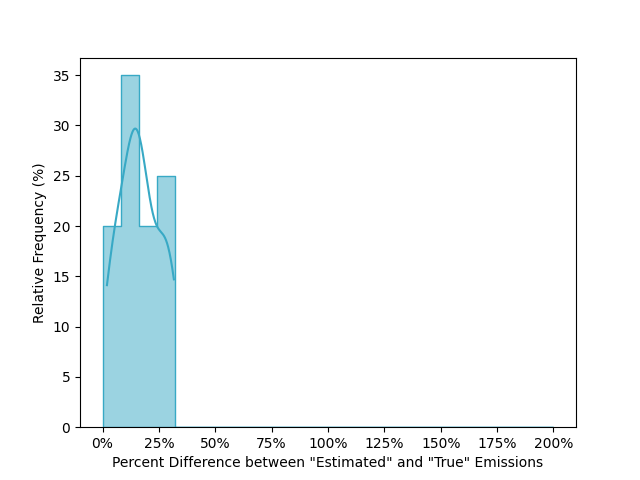 Relative Frequency (%)
35
30
25
20
15
10
5
0
0% 25% 50% 75% 100% 125% 150% 175% 200%
Percent Difference between "Estimated" and "True" Emissions